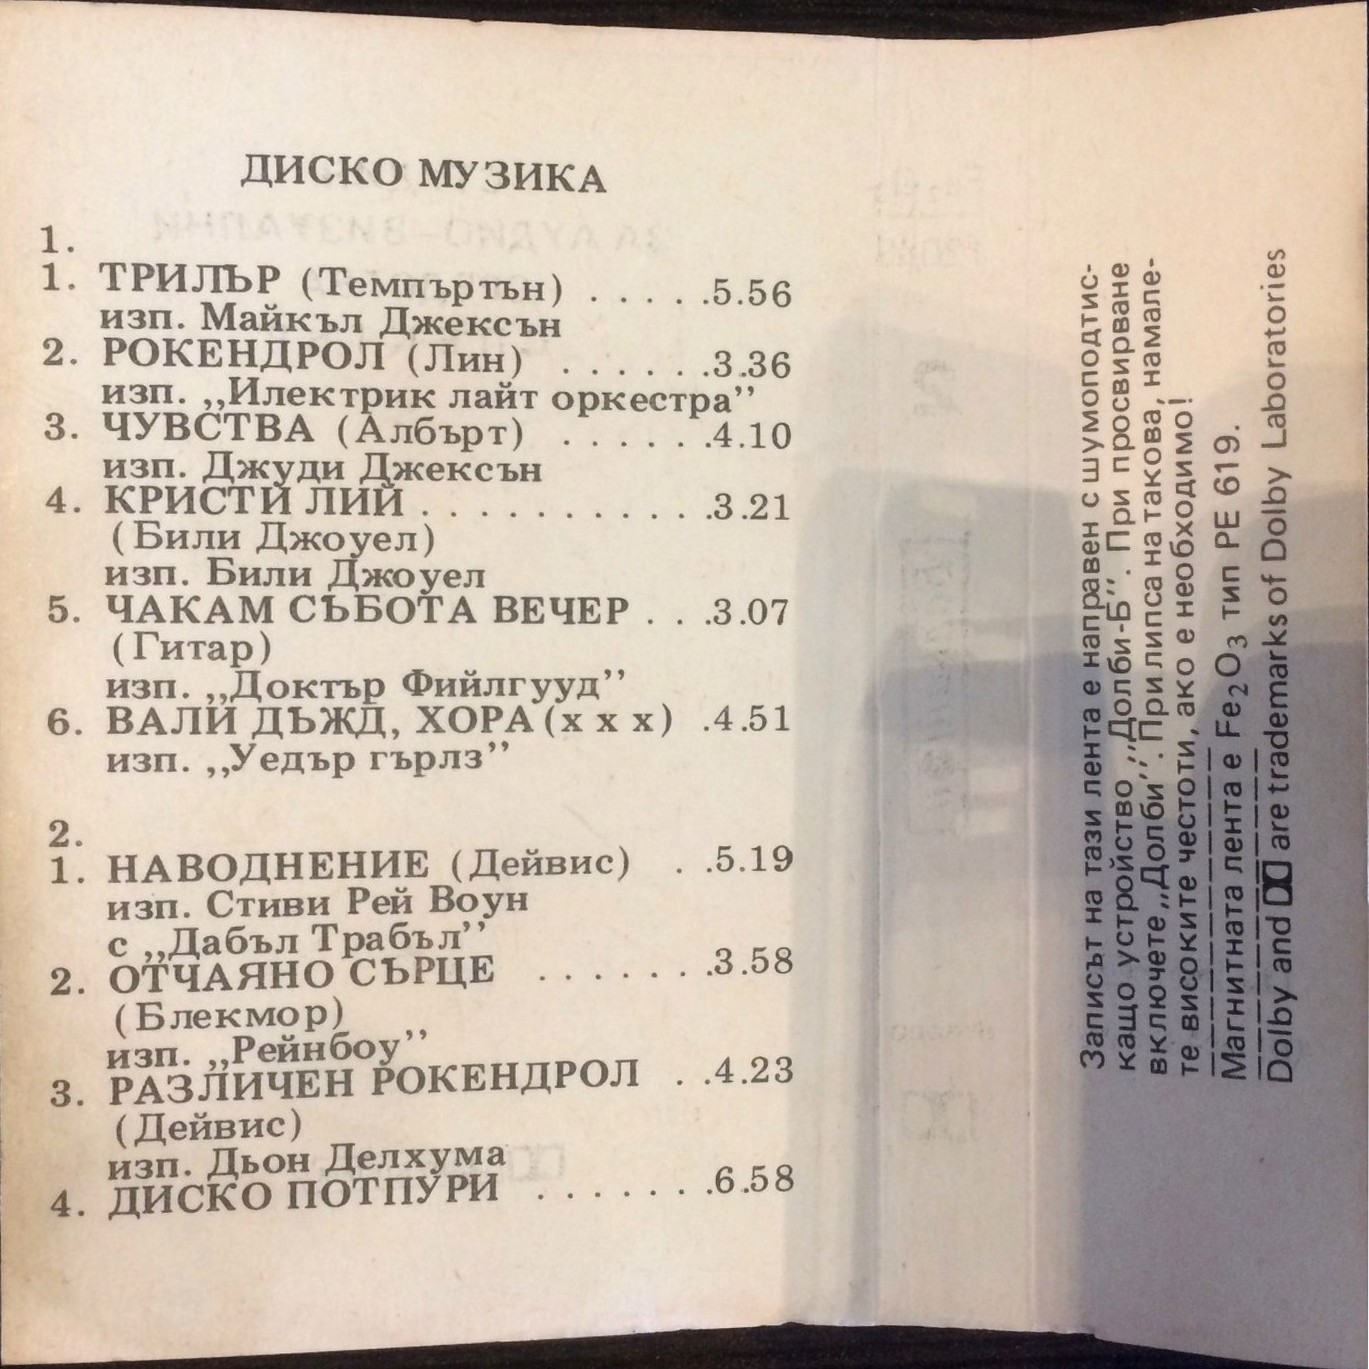 ДИСКО МУЗИКА
1.
1. ТРИЛЪР (Темпъртън) . . . . .5.56
изп. Майкъл Джексън
2. РОКЕНДРОЛ (Лин) . . . . . .3.36
изп. „Илектрик лайт оркестра”
3. ЧУВСТВА (Албърт) . . . . . .4.10
изп. Джуди Джексън
4. КРИСТИ ЛИЙ . . . . . . . . . . . .3.21
(Били Джоуел)
изп. Били Джоуел
5. ЧАКАМ СЪБОТА ВЕЧЕР . . .3.07
(Гитар)
изп. „Доктър Фийлгууд”
6. ВАЛИ ДЪЖД, ХОРА (х х х) .4.51
изп. „Уедър гърлз”
2.
1. НАВОДНЕНИЕ (Дейвис) . .5.19
изп. Стиви Рей Воун
с „Дабъл Трабъл”
2. ОТЧАЯНО СЪРЦЕ . . . . . . .3.58
(Блекмор)
изп. „Рейнбоу”
3. РАЗЛИЧЕН РОКЕНДРОЛ . .4.23
(Дейвис)
изп. Дьон Делхума
4. ДИСКО ПОТПУРИ . . . . . . .6.58
Записът на тази лента е направен с шумоподтис-
кащо устройство „Долби-Б”. При просвирване
включете „Долби”. При липса на такова, намале-
те високите честоти, ако е необходимо!
Магнитната лента е Fe₂O₃ тип PE 619.
Dolby and are trademarks of Dolby Laboratories